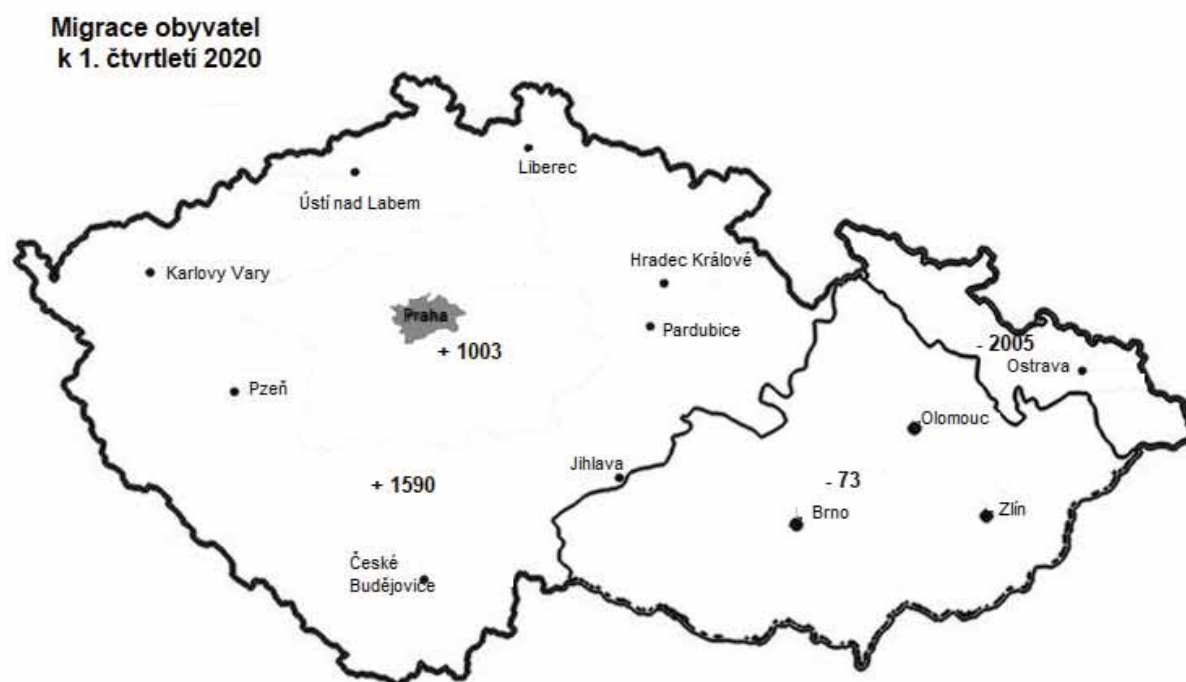 Migrace obyvatel
k 1. čtvrtletí 2020
Liberec
Ústí nad Labem
Karlovy Vary
Hradec Králové
Praha
Pardubice
+ 1003
- 2005
Ostrava
Pzeň
Olomouc
Jihlava
+ 1590
- 73
Brno
Zlín
České
Budějovice